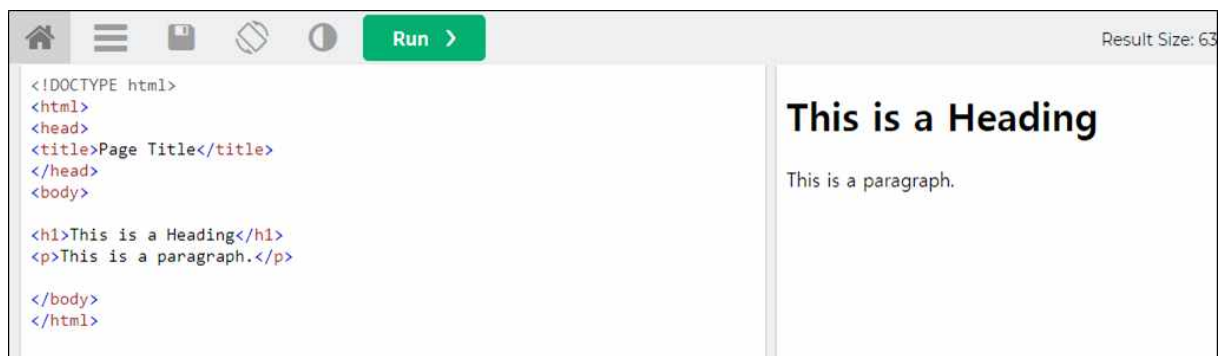 Run ❯
Result Size: 63
<!DOCTYPE html>
<html>
<head>
<title>Page Title</title>
</head>
<body>
<h1>This is a Heading</h1>
<p>This is a paragraph.</p>
</body>
</html>
This is a Heading
This is a paragraph.